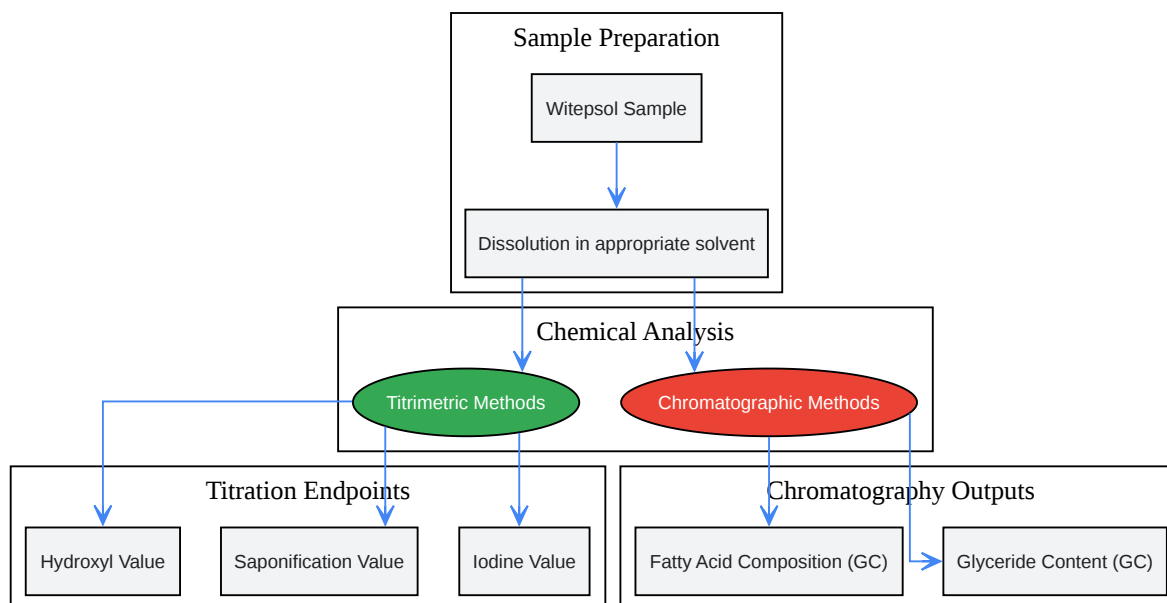 Sample Preparation
Witepsol Sample
Dissolution in appropriate solvent
Chemical Analysis
Titrimetric Methods
Chromatographic Methods
Titration Endpoints
Chromatography Outputs
Hydroxyl Value
Saponification Value
Iodine Value
Fatty Acid Composition (GC)
Glyceride Content (GC)